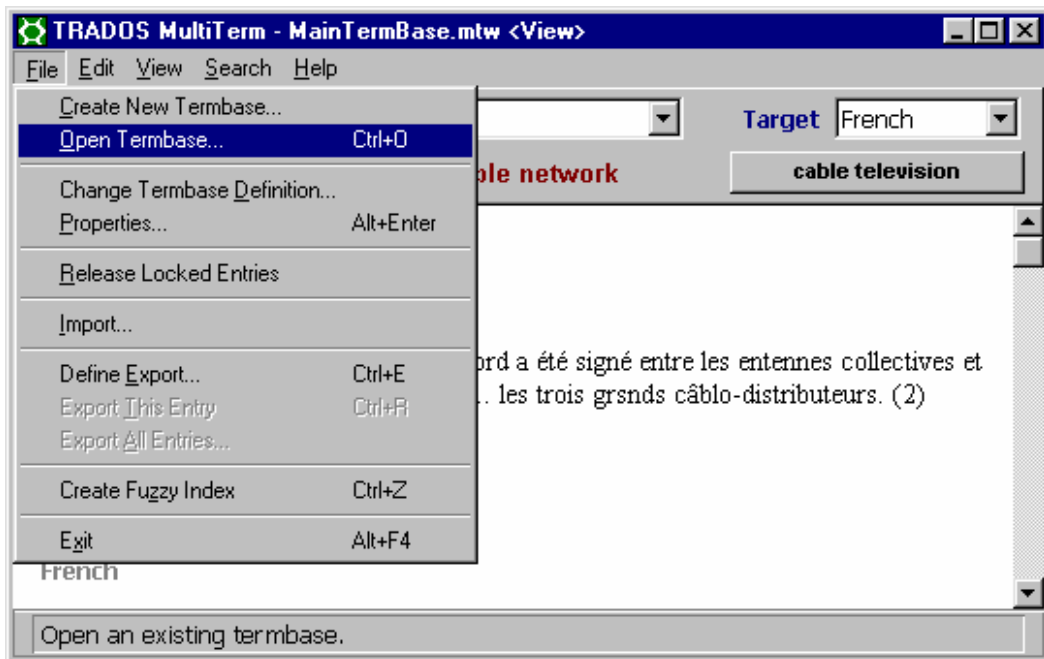 TRADOS MultiTerm - MainTermBase.mtw <View>
File Edit View Search Help
Create New Termbase...
Open Termbase... Ctrl+O
Target French
Change Termbase Definition...
network
cable television
Properties... Alt+Enter
Release Locked Entries
Import...
Define Export... Ctrl+E
a été signé entre les entennes collectives et
Export This Entry Ctrl+R
.. les trois grsnds câblo-distributeurs. (2)
Export All Entries...
Create Fuzzy Index Ctrl+Z
Exit Alt+F4
French
Open an existing termbase.